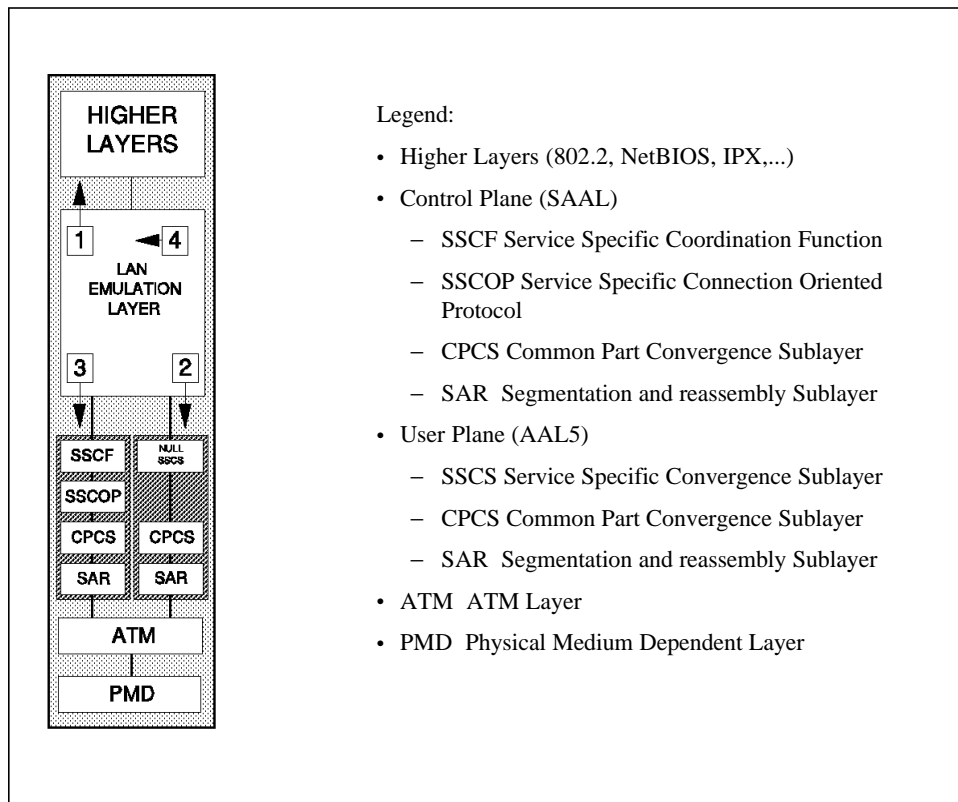 HIGHER
LAYERS
1
4
LAN
EMULATION
LAYER
3
2
SSCF
NULL
SSCS
SSCOP
CPCS
CPCS
SAR
SAR
ATM
PMD
Legend:
• Higher Layers (802.2, NetBIOS, IPX,...)
• Control Plane (SAAL)
– SSCF Service Specific Coordination Function
– SSCOP Service Specific Connection Oriented
Protocol
– CPCS Common Part Convergence Sublayer
– SAR Segmentation and reassembly Sublayer
• User Plane (AAL5)
– SSCS Service Specific Convergence Sublayer
– CPCS Common Part Convergence Sublayer
– SAR Segmentation and reassembly Sublayer
• ATM ATM Layer
• PMD Physical Medium Dependent Layer